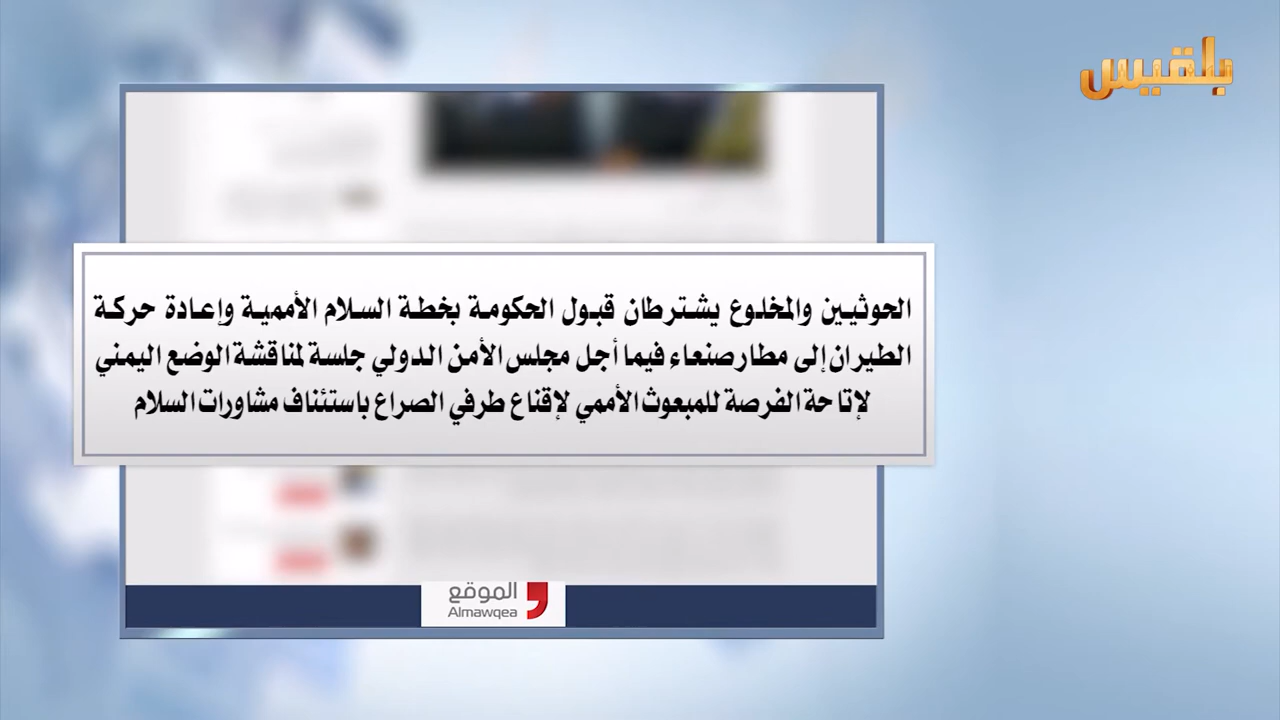 بلقيس
الحوثيين والمخلوع يشترطان قبول الحكومة بخطة السلام الأممية وإعادة حركة
الطيران إلى مطار صنعاء فيما أجل مجلس الأمن الدولي جلسة لمناقشة الوضع اليمني
لإتاحة الفرصة للمبعوث الأممي لإقناع طرفي الصراع باستئناف مشاورات السلام
الموقع
Almawqea